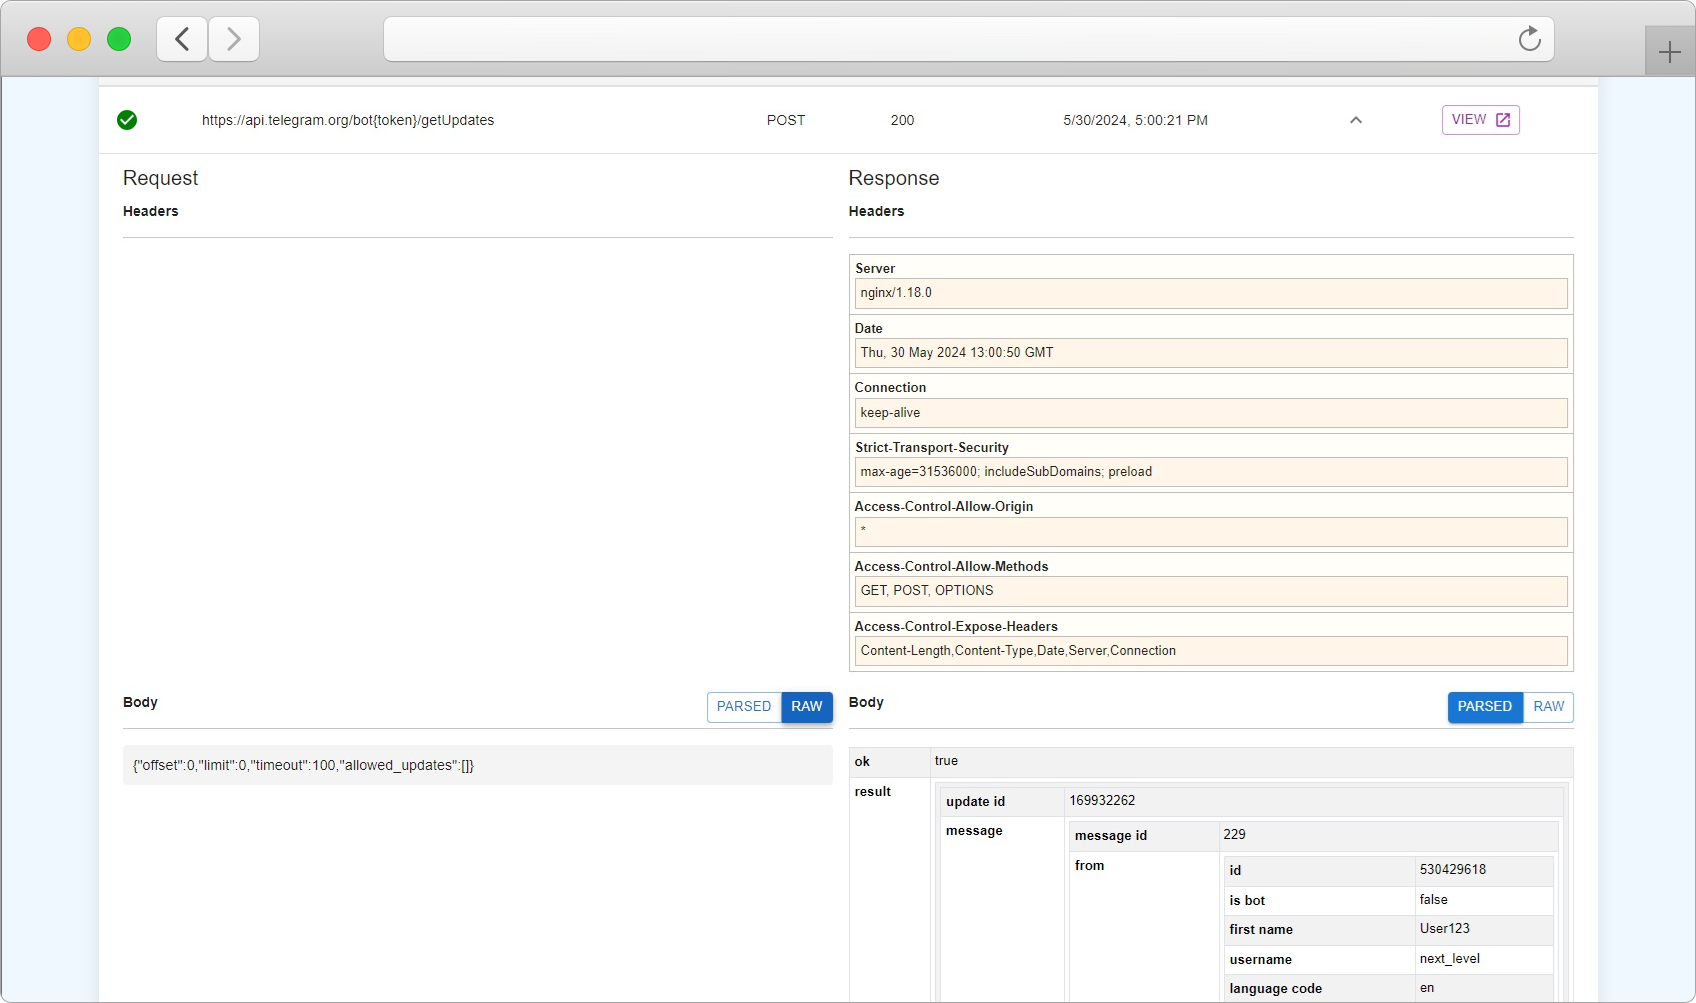 https://api.telegram.org/bot{token}/getUpdates POST 200 5/30/2024, 5:00:21 PM VIEW
Request
Headers
Response
Headers
Server
nginx/1.18.0
Date
Thu, 30 May 2024 13:00:50 GMT
Connection
keep-alive
Strict-Transport-Security
max-age=31536000; includeSubDomains; preload
Access-Control-Allow-Origin
*
Access-Control-Allow-Methods
GET, POST, OPTIONS
Access-Control-Expose-Headers
Content-Length,Content-Type,Date,Server,Connection
Body PARSED RAW
{"offset":0,"limit":0,"timeout":100,"allowed_updates":[]}
Body PARSED RAW
ok true
result
update id 169932262
message
message id 229
from
id 530429618
is bot false
first name User123
username next_level
language code en